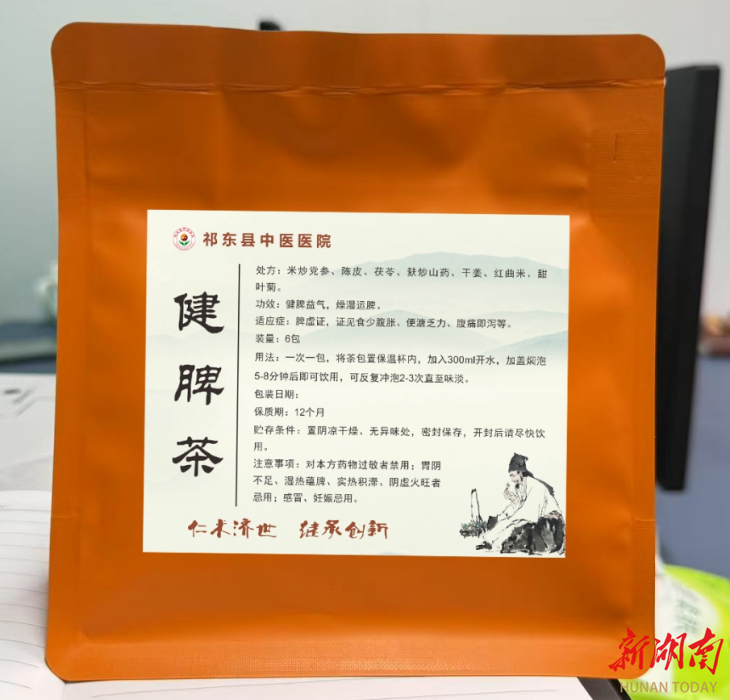 祁东县中医医院
健脾茶
处方：米炒党参、陈皮、茯苓、麸炒山药、干姜、红曲米、甜
叶菊。
功效：健脾益气，燥湿运脾。
适应症：脾虚证，证见食少腹胀、便溏乏力、腹痛即泻等。
装量：6包
用法：一次一包，将茶包置保温杯内，加入300ml开水，加盖焖泡
5-8分钟后即可饮用，可反复冲泡2-3次直至味淡。
包装日期：
保质期：12个月
贮存条件：置阴凉干燥、无异味处，密封保存，开封后请尽快饮
用。
注意事项：对本方药物过敏者禁用；胃阴
不足、湿热蕴脾、实热积滞、阴虚火旺者
忌用；感冒、妊娠忌用。
仁术济世 继承创新
新湖南
HUNAN TODAY